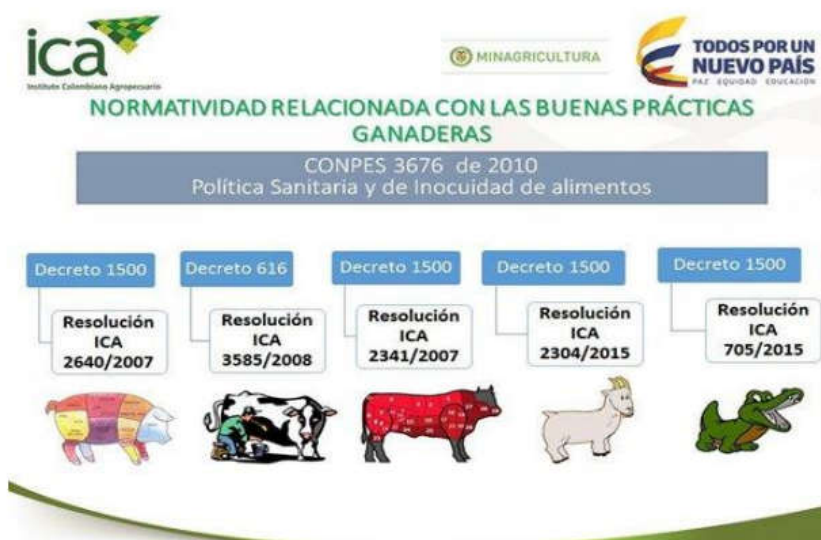 ica
Instituto Colombiano Agropecuario
MINAGRICULTURA
TODOS POR UN
NUEVO PAÍS
PAZ EQUIDAD EDUCACIÓN
NORMATIVIDAD RELACIONADA CON LAS BUENAS PRÁCTICAS
GANADERAS
CONPES 3676 de 2010
Política Sanitaria y de Inocuidad de alimentos
Decreto 1500
Resolución
ICA
2640/2007
Decreto 616
Resolución
ICA
3585/2008
Decreto 1500
Resolución
ICA
2341/2007
Decreto 1500
Resolución
ICA
2304/2015
Decreto 1500
Resolución
ICA
705/2015